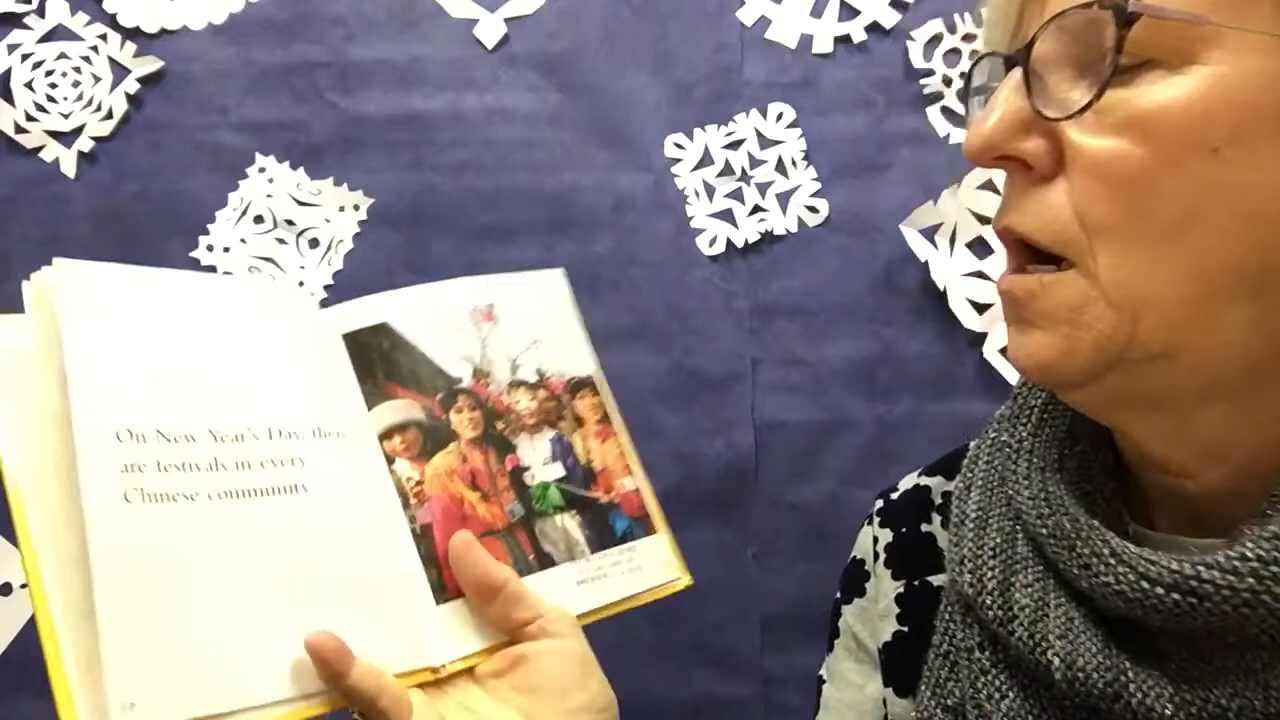 On New Year's Day, there
are festivals in every
Chinese community